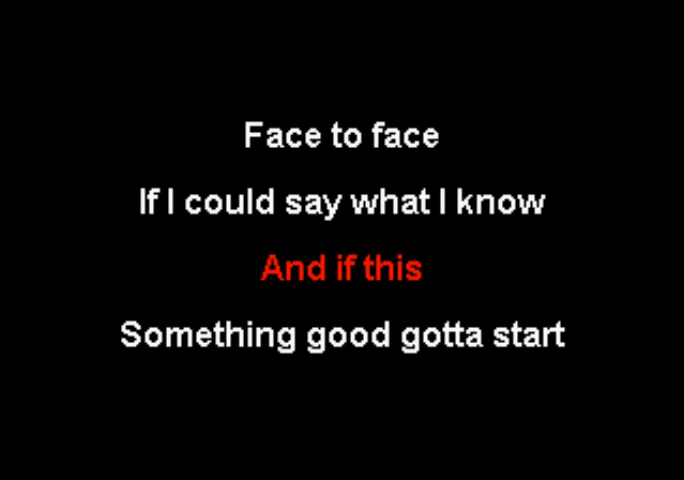 Face to face
If I could say what I know
And if this
Something good gotta start